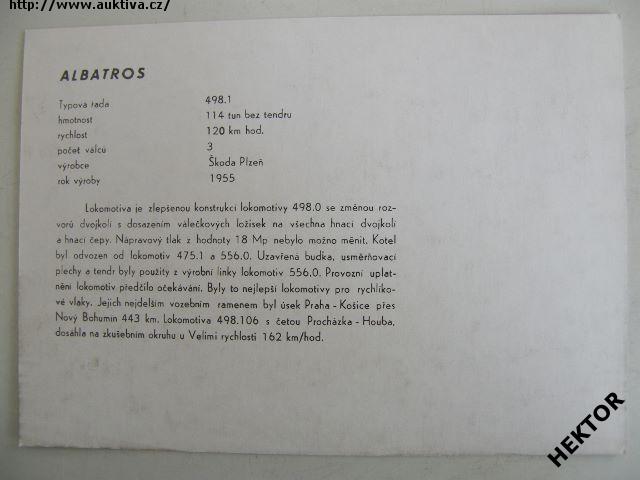 http://www.auktiva.cz/
ALBATROS
Typová řada 498.1
hmotnost 114 tun bez tendru
rychlost 120 km hod.
počet válců 3
výrobce Škoda Plzeň
rok výroby 1955
Lokomotiva je zlepšenou konstrukcí lokomotivy 498.0 se změnou roz-
vorů dvojkolí s dosazením válečkových ložisek na všechna hnací dvojkolí
a hnací čepy. Nápravový tlak z hodnoty 18 Mp nebylo možno měnit. Kotel
byl odvozen od lokomotiv 475.1 a 556.0. Uzavřená budka, usměrňovací
plechy a tendr byly použity z výrobní linky lokomotiv 556.0. Provozní uplat-
nění lokomotiv předčilo očekávání. Byly to nejlepší lokomotivy pro rychlíko-
vé vlaky. Jejich nejdelším vozebním ramenem byl úsek Praha - Košice přes
Nový Bohumín 443 km. Lokomotiva 498.106 s četou Procházka - Houba,
dosáhla na zkušebním okruhu u Velimi rychlosti 162 km/hod.
HEKTOR